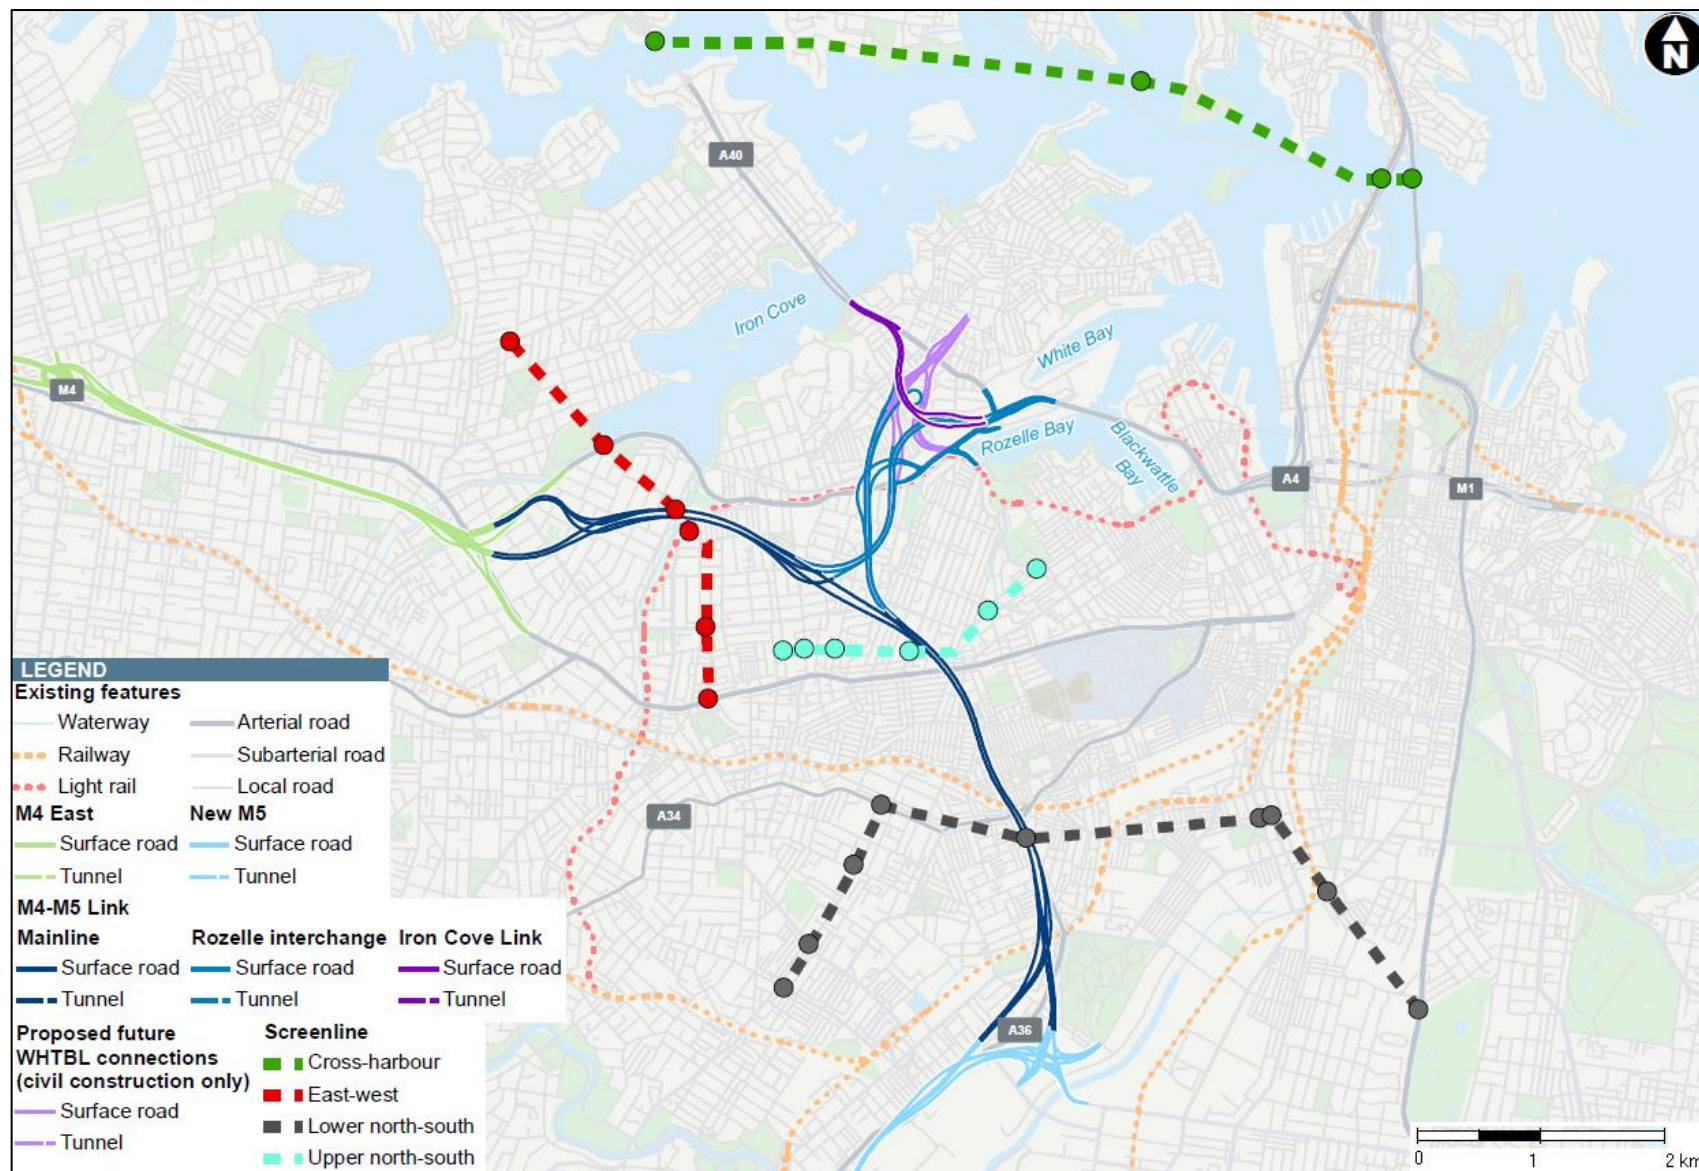 N
A40
Iron Cove
White Bay
M4
Rozelle Bay
Blackwattle
Bay
A4
M1
A34
A36
LEGEND
Existing features
Waterway Arterial road
Railway Subarterial road
Light rail Local road
M4 East New M5
Surface road Surface road
Tunnel Tunnel
M4-M5 Link
Mainline Rozelle interchange Iron Cove Link
Surface road Surface road Surface road
Tunnel Tunnel Tunnel
Proposed future Screenline
WHTBL connections Cross-harbour
(civil construction only) East-west
Surface road Lower north-south
Tunnel Upper north-south
0 1 2 km